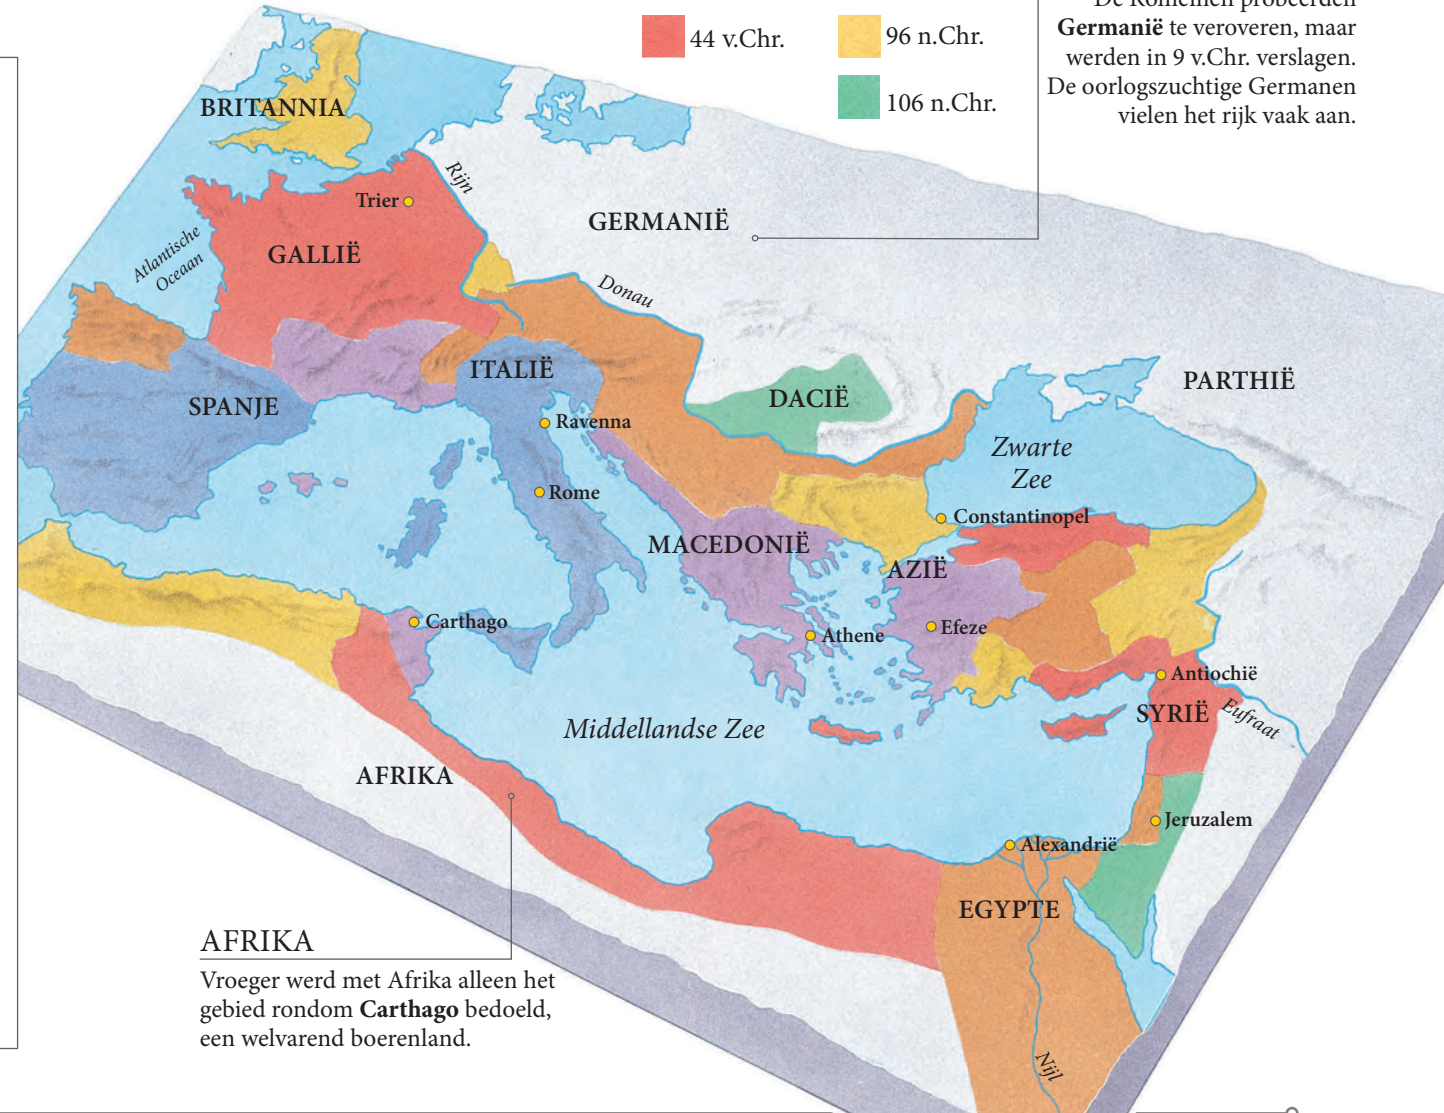 44 v.Chr.
96 n.Chr.
106 n.Chr.
De Romeinen probeerden
Germanië te veroveren, maar
werden in 9 v.Chr. verslagen.
De oorlogszuchtige Germanen
vielen het rijk vaak aan.
BRITANNIA
Rijn
Trier
GERMANIË
Atlantische
Oceaan
GALLIË
Donau
ITALIË
PARTHIË
DACIË
SPANJE
Ravenna
Zwarte
Zee
Rome
Constantinopel
MACEDONIË
AZIË
Carthago
Athene
Efeze
Antiochië
SYRIË
Eufraat
Middellandse Zee
AFRIKA
Jeruzalem
Alexandrië
EGYPTE
Nijl
AFRIKA
Vroeger werd met Afrika alleen het
gebied rondom Carthago bedoeld,
een welvarend boerenland.